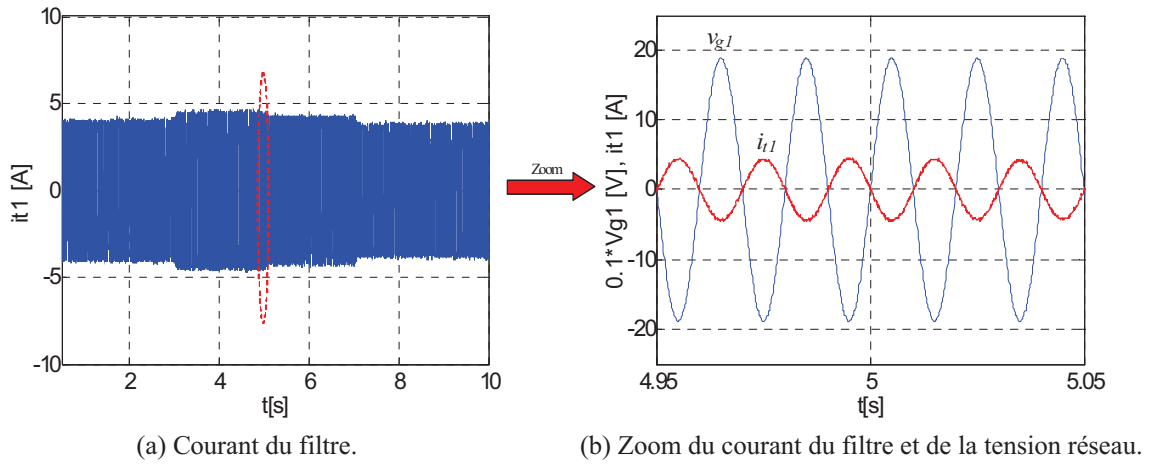 10
5
0
-5
-10
it1 [A]
2
4
6
8
10
t[s]
Zoom
20
10
0
-10
-20
0.1*Vg1 [V], it1 [A]
vg1
it1
4.95
5
5.05
t[s]
(a) Courant du filtre.
(b) Zoom du courant du filtre et de la tension réseau.